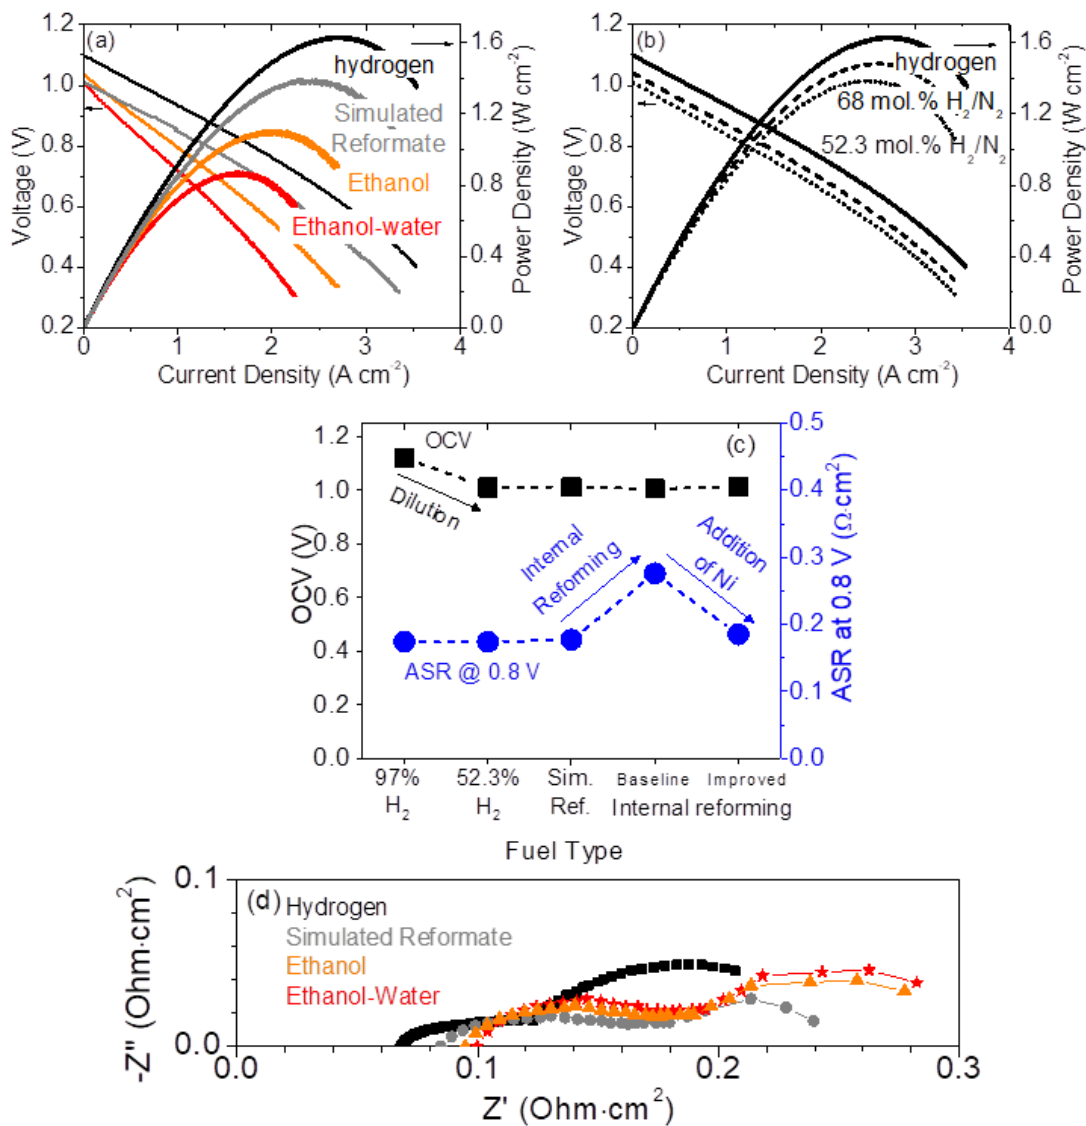 (a)
1.2
1.0
0.8
0.6
0.4
0.2
Voltage (V)
hydrogen
Simulated
Reformate
Ethanol
Ethanol-water
1.6
1.2
0.8
0.4
0.0
Power Density (W cm-2)
0 1 2 3 4
Current Density (A cm-2)
(b)
1.2
1.0
0.8
0.6
0.4
0.2
Voltage (V)
hydrogen
68 mol.% H2/N2
52.3 mol.% H2/N2
1.6
1.2
0.8
0.4
0.0
Power Density (W cm-2)
0 1 2 3 4
Current Density (A cm-2)
(c)
1.2
1.0
0.8
0.6
0.4
0.2
0.0
OCV (V)
OCV
Dilution
Internal
Reforming
Addition
of Ni
ASR @ 0.8 V
0.5
0.4
0.3
0.2
0.1
0.0
ASR at 0.8 V (Ω·cm2)
97%
H2
52.3%
H2
Sim.
Ref.
Baseline Improved
Internal reforming
Fuel Type
(d)
0.1
0.0
-Z" (Ohm·cm2)
Hydrogen
Simulated Reformate
Ethanol
Ethanol-Water
0.0 0.1 0.2 0.3
Z' (Ohm·cm2)